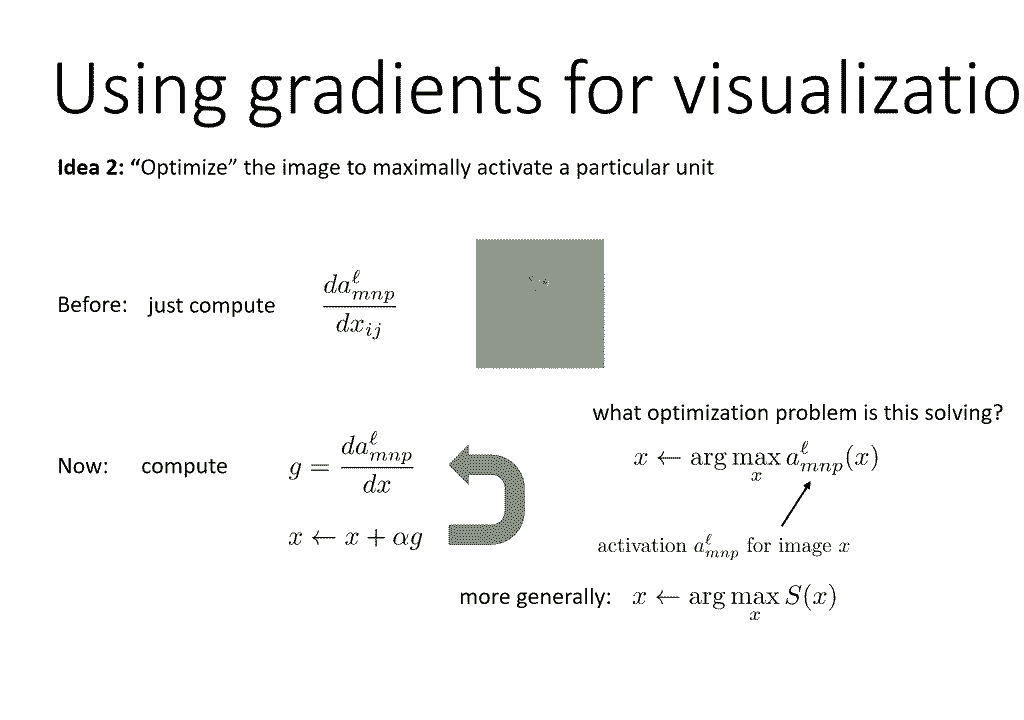 Using gradients for visualizatio
Idea 2: “Optimize” the image to maximally activate a particular unit
Before: just compute $\frac{da^{\ell}_{mnp}}{dx_{ij}}$
what optimization problem is this solving?
Now: compute $g = \frac{da^{\ell}_{mnp}}{dx}$
$x \leftarrow \arg\max_x a^{\ell}_{mnp}(x)$
$x \leftarrow x + \alpha g$
activation $a^{\ell}_{mnp}$ for image $x$
more generally: $x \leftarrow \arg\max_x S(x)$